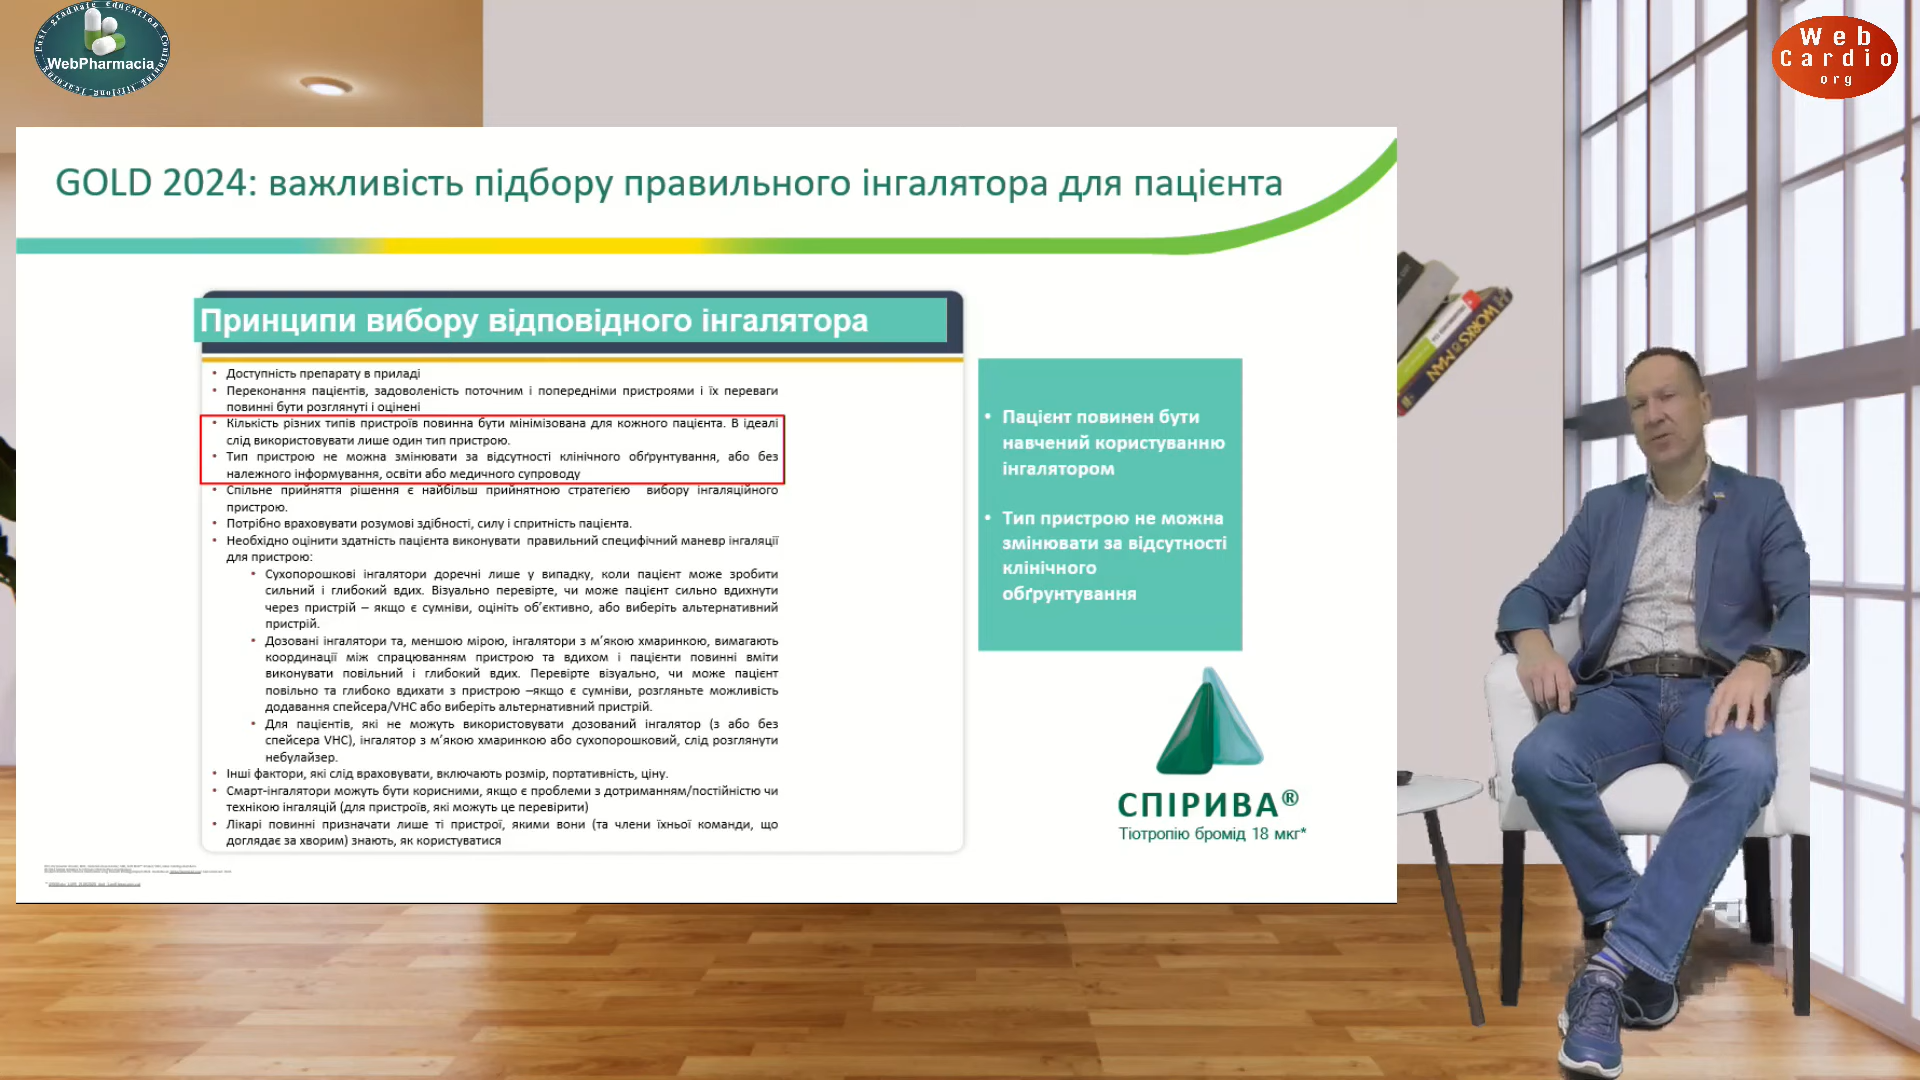 Post-graduate Education Continuing Lifelong Learning
WebPharmacia
Web
Cardio
org
GOLD 2024: важливість підбору правильного інгалятора для пацієнта
Принципи вибору відповідного інгалятора
• Доступність препарату в приладі
• Переконання пацієнтів, задоволеність поточним і попередніми пристроями і їх переваги
повинні бути розглянуті і оцінені
• Кількість різних типів пристроїв повинна бути мінімізована для кожного пацієнта. В ідеалі
слід використовувати лише один тип пристрою.
• Тип пристрою не можна змінювати за відсутності клінічного обґрунтування, або без
належного інформування, освіти або медичного супроводу
• Спільне прийняття рішення є найбільш прийнятною стратегією вибору інгаляційного
пристрою.
• Потрібно враховувати розумові здібності, силу і спритність пацієнта.
• Необхідно оцінити здатність пацієнта виконувати правильний специфічний маневр інгаляції
для пристрою:
• Сухопорошкові інгалятори доречні лише у випадку, коли пацієнт може зробити
сильний і глибокий вдих. Візуально перевірте, чи може пацієнт сильно вдихнути
через пристрій – якщо є сумніви, оцініть об’єктивно, або виберіть альтернативний
пристрій.
• Дозовані інгалятори та, меншою мірою, інгалятори з м’якою хмаринкою, вимагають
координації між спрацюванням пристрою та вдихом і пацієнти повинні вміти
виконувати повільний і глибокий вдих. Перевірте візуально, чи може пацієнт
повільно та глибоко вдихати з пристрою –якщо є сумніви, розгляньте можливість
додавання спейсера/VHC або виберіть альтернативний пристрій.
• Для пацієнтів, які не можуть використовувати дозований інгалятор (з або без
спейсера VHC), інгалятор з м’якою хмаринкою або сухопорошковий, слід розглянути
небулайзер.
• Інші фактори, які слід враховувати, включають розмір, портативність, ціну.
• Смарт-інгалятори можуть бути корисними, якщо є проблеми з дотриманням/постійністю чи
технікою інгаляцій (для пристроїв, які можуть це перевірити)
• Лікарі повинні призначати лише ті пристрої, якими вони (та члени їхньої команди, що
доглядає за хворим) знають, як користуватися
• Пацієнт повинен бути
навчений користуванню
інгалятором
• Тип пристрою не можна
змінювати за відсутності
клінічного
обґрунтування
СПІРИВА®
Тіотропію бромід 18 мкг*
WORKS
MAN